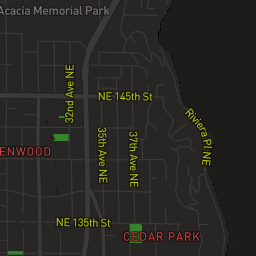 Acacia Memorial Park
32nd Ave NE
NE 145th St
Riviera Pl NE
35th Ave NE
37th Ave NE
ENWOOD
NE 135th St
CEDAR PARK